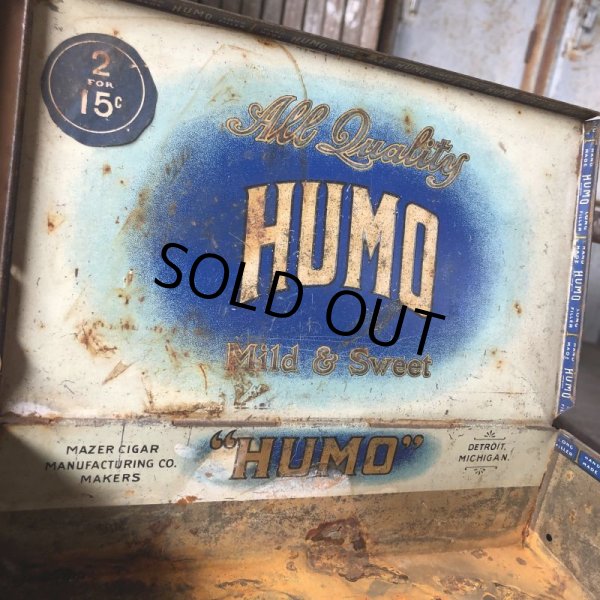 2
FOR
15¢
All Quality
HUMO
SOLD OUT
Mild & Sweet
MAZER CIGAR
MANUFACTURING CO.
MAKERS
"HUMO"
DETROIT,
MICHIGAN.
HUMO
HUMO
HUMO